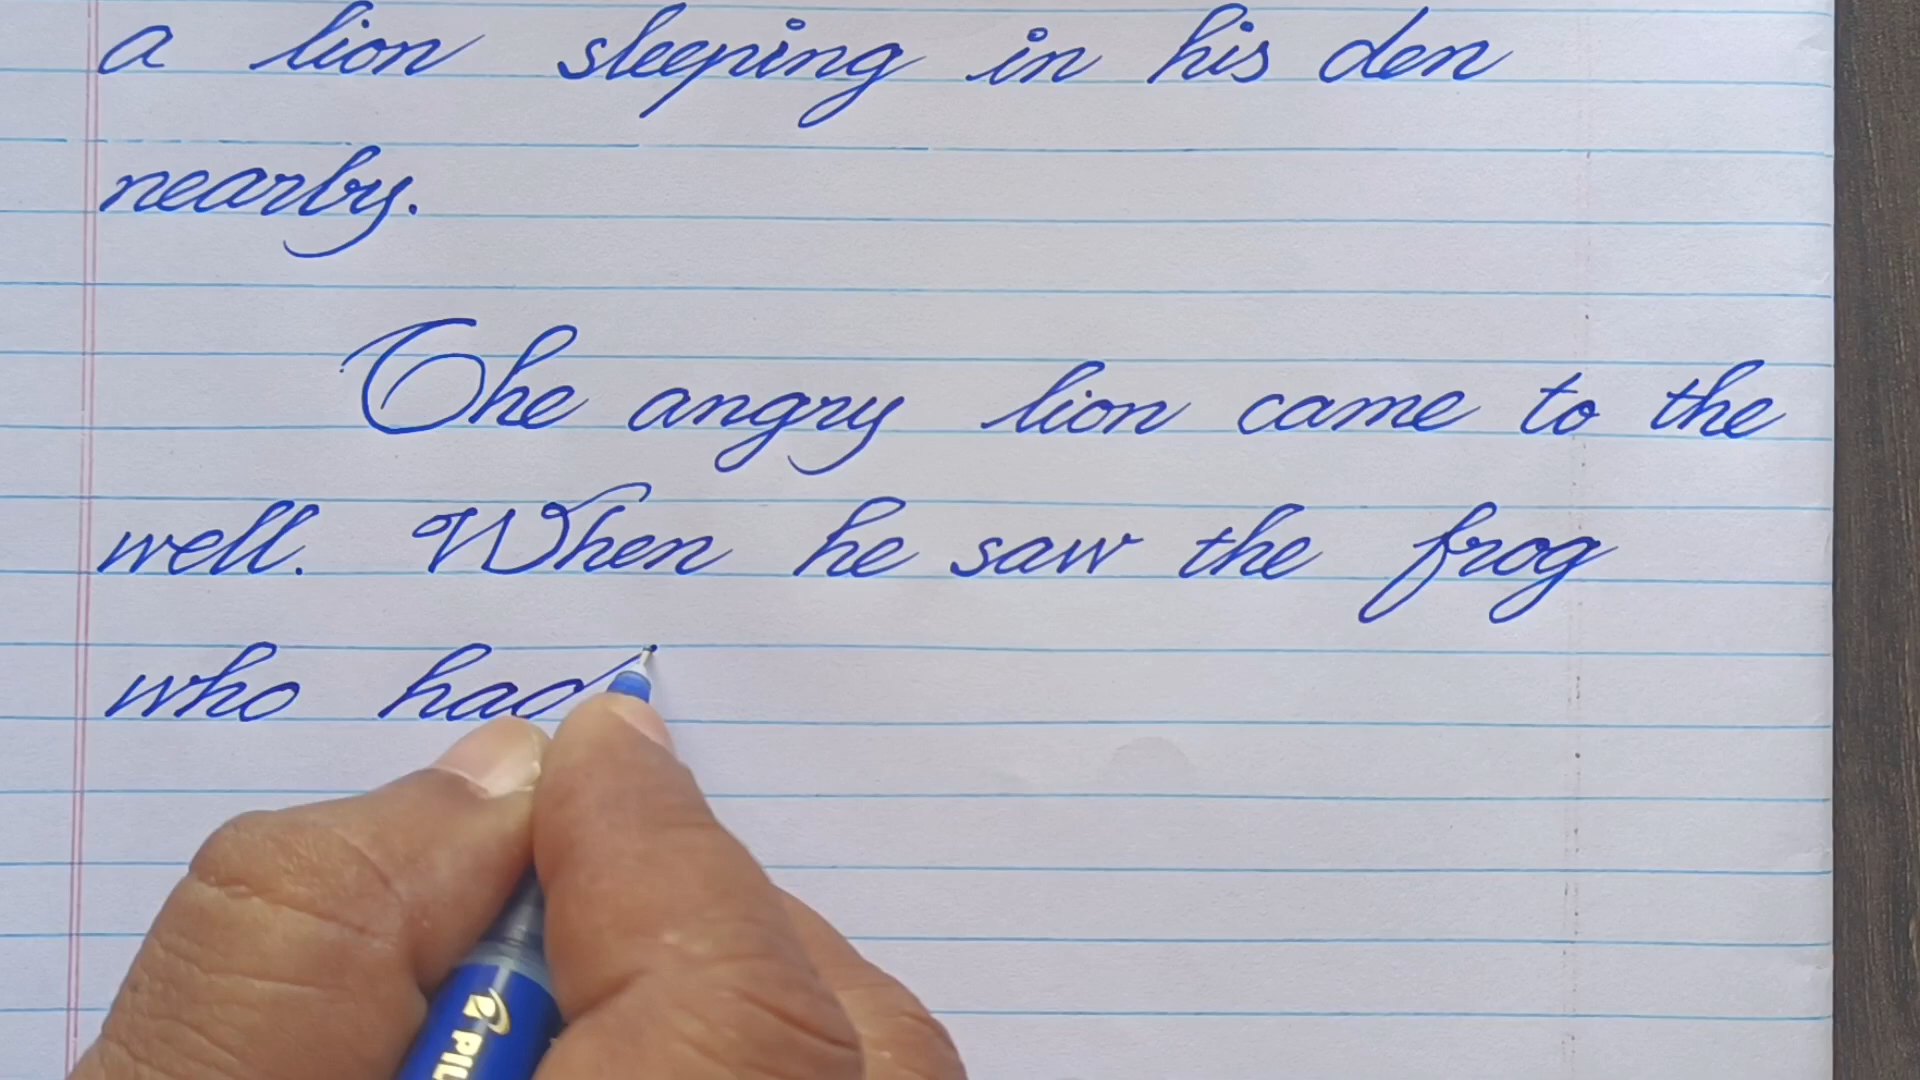 a lion sleeping in his den
nearby.
The angry lion came to the
well. When he saw the frog
who had
PIL